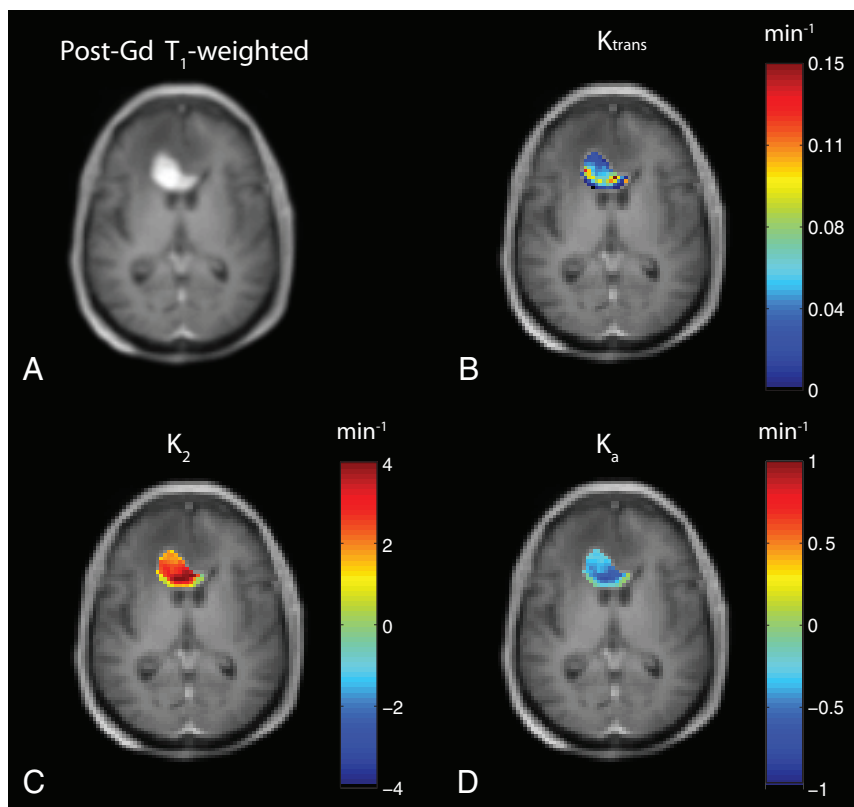 Post-Gd T1-weighted
A
Ktrans
min-1
0.15
0.11
0.08
0.04
0
B
K2
min-1
4
2
0
−2
−4
C
Ka
min-1
1
0.5
0
−0.5
−1
D